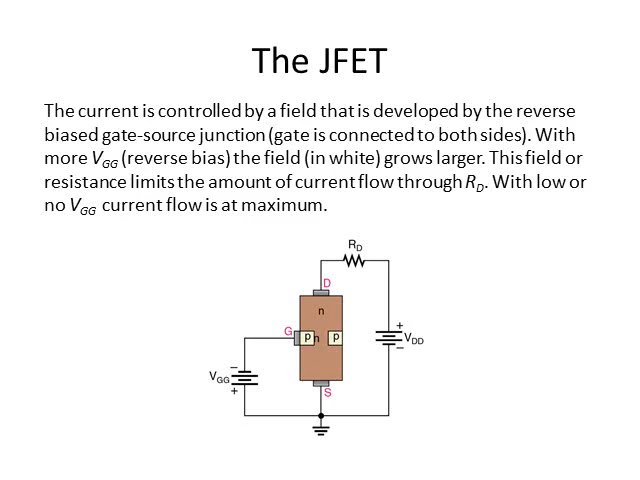 The JFET
The current is controlled by a field that is developed by the reverse
biased gate-source junction (gate is connected to both sides). With
more VGG (reverse bias) the field (in white) grows larger. This field or
resistance limits the amount of current flow through RD. With low or
no VGG current flow is at maximum.
RD
D
n
G
p n p
+
VDD
−
−
VGG
+
S